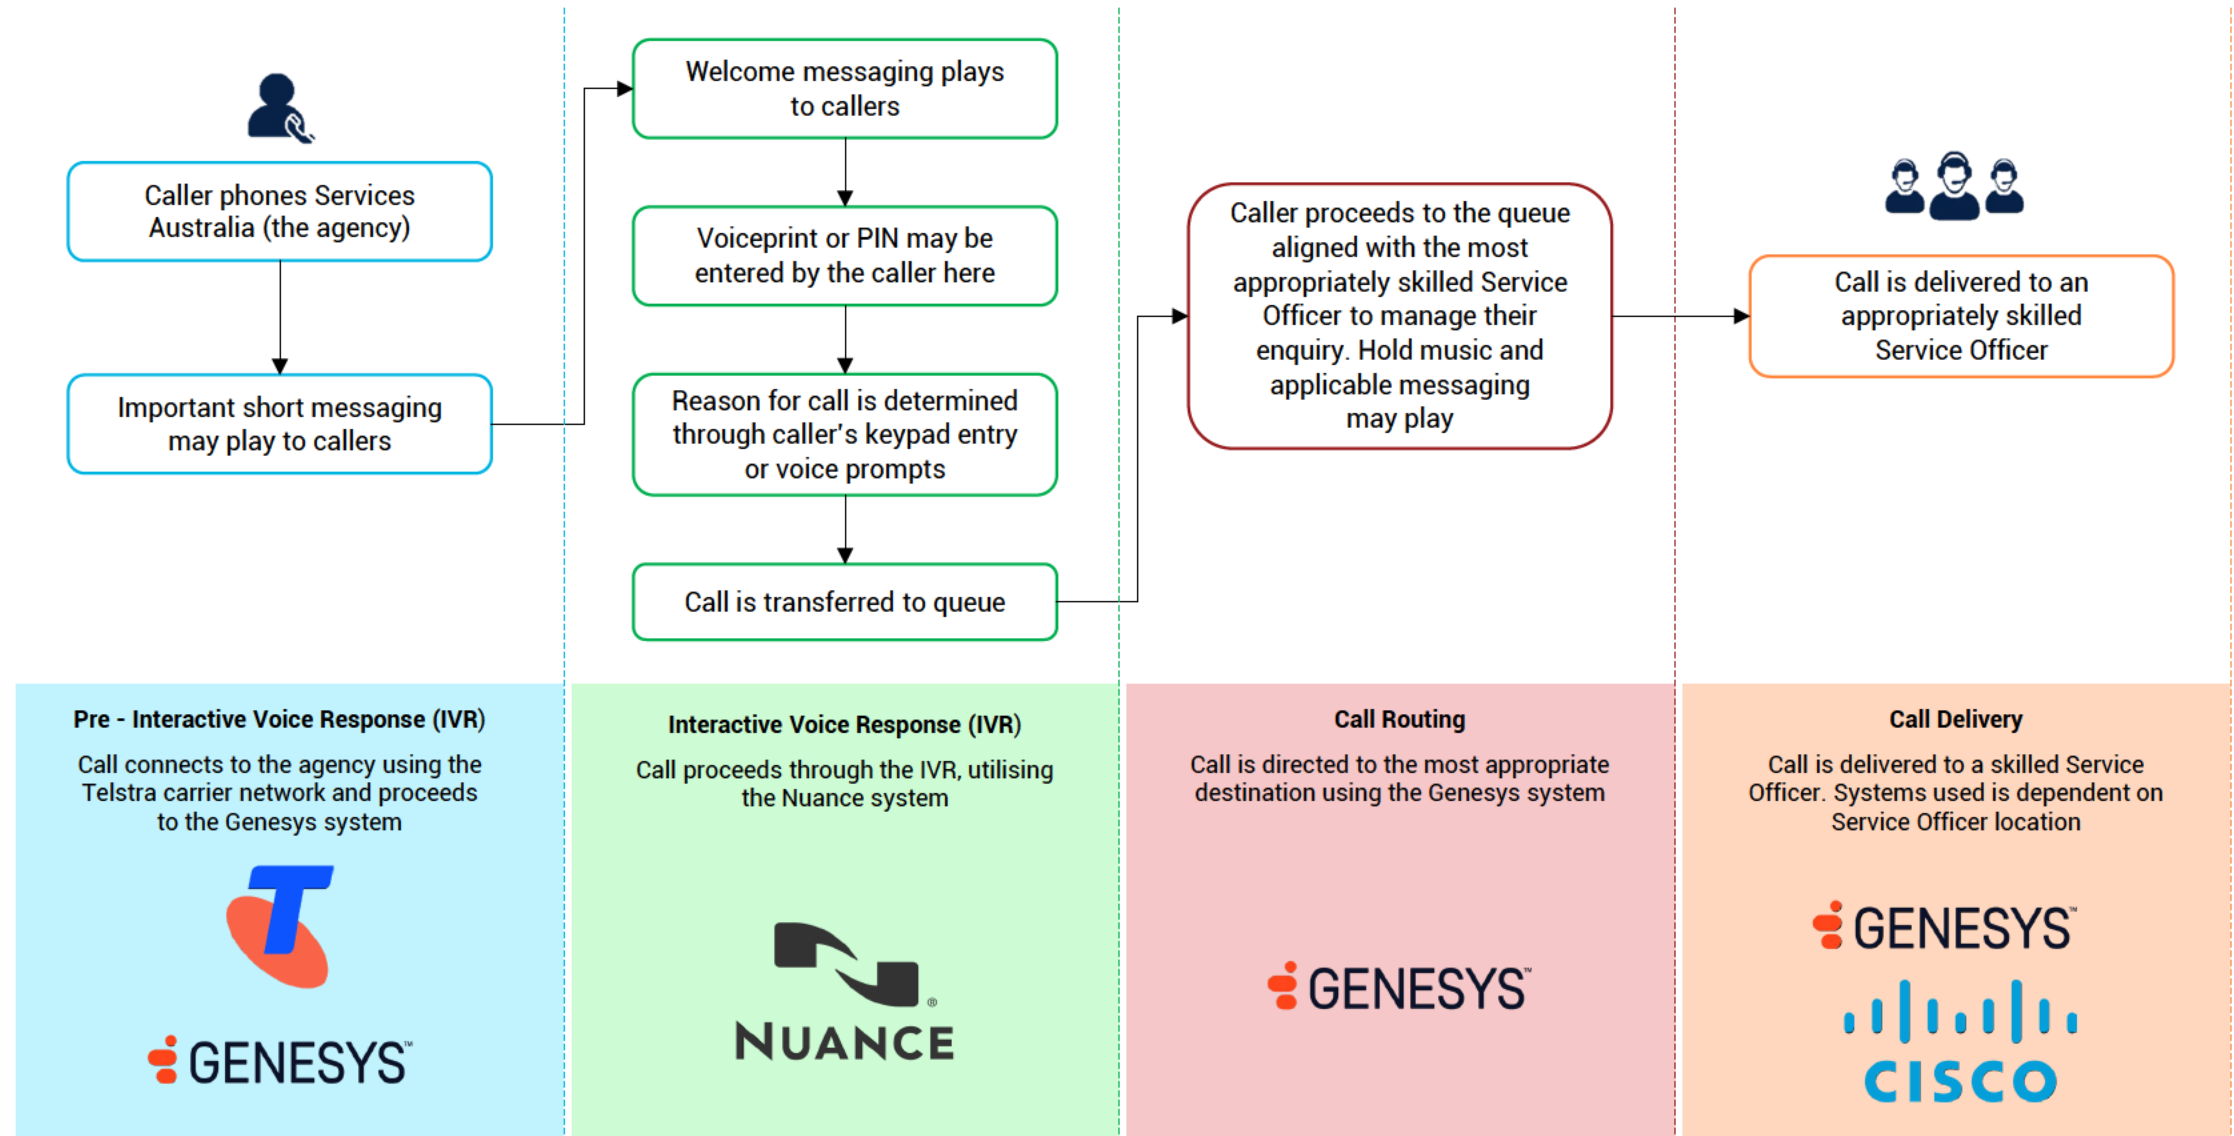 Caller phones Services
Australia (the agency)
Important short messaging
may play to callers
Welcome messaging plays
to callers
Voiceprint or PIN may be
entered by the caller here
Reason for call is determined
through caller's keypad entry
or voice prompts
Call is transferred to queue
Caller proceeds to the queue
aligned with the most
appropriately skilled Service
Officer to manage their
enquiry. Hold music and
applicable messaging
may play
Call is delivered to an
appropriately skilled
Service Officer
Pre - Interactive Voice Response (IVR)
Call connects to the agency using the
Telstra carrier network and proceeds
to the Genesys system
T
GENESYS™
Interactive Voice Response (IVR)
Call proceeds through the IVR, utilising
the Nuance system
®
NUANCE
Call Routing
Call is directed to the most appropriate
destination using the Genesys system
GENESYS™
Call Delivery
Call is delivered to a skilled Service
Officer. Systems used is dependent on
Service Officer location
GENESYS™
CISCO